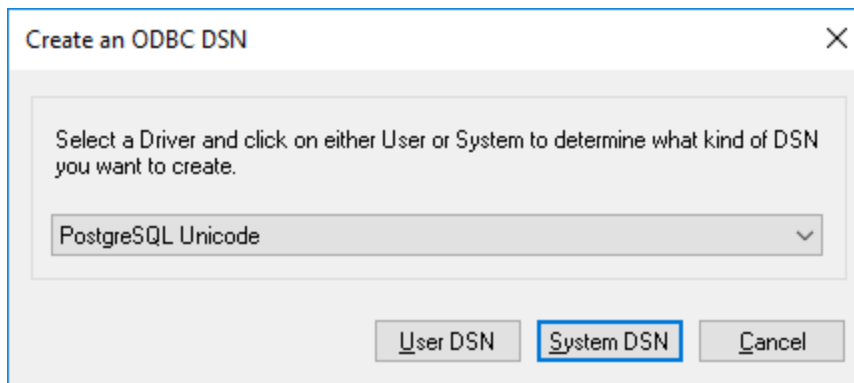 Create an ODBC DSN
Select a Driver and click on either User or System to determine what kind of DSN
you want to create.
PostgreSQL Unicode
User DSN System DSN Cancel